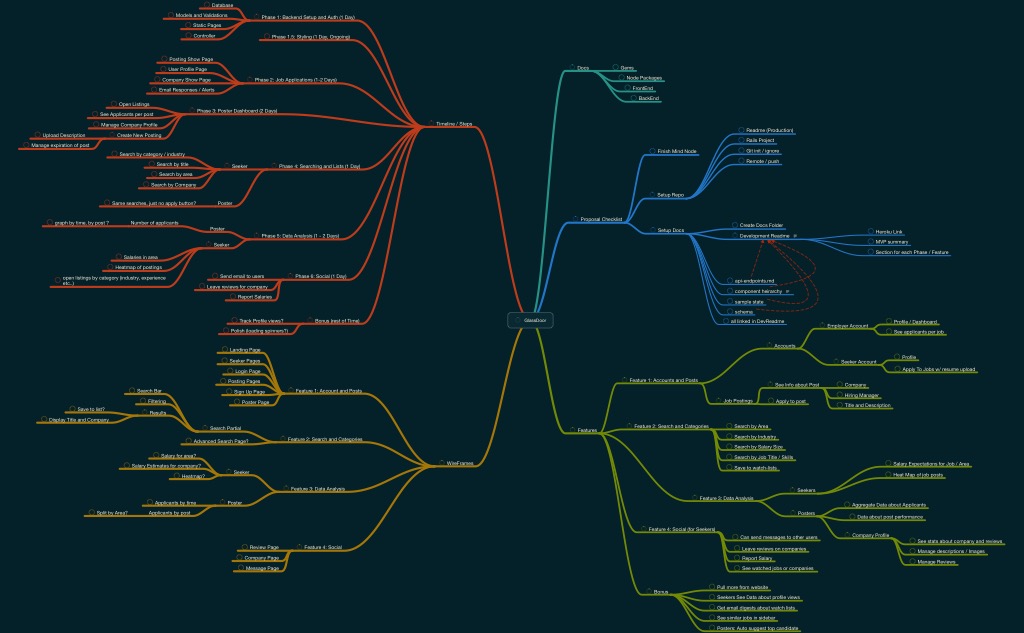 GlassDoor
Timeline / Steps
Phase 1: Backend Setup and Auth (1 Day)
Database
Models and Validations
Static Pages
Controller
Phase 1.5: Styling (1 Day, Ongoing)
Phase 2: Job Applications (1-2 Days)
Posting Show Page
User Profile Page
Company Show Page
Email Responses / Alerts
Phase 3: Poster Dashboard (2 Days)
Open Listings
See Applicants per post
Manage Company Profile
Create New Posting
Upload Description
Manage expiration of post
Phase 4: Searching and Lists (1 Day)
Seeker
Search by category / industry
Search by title
Search by area
Search by Company
Poster
Same searches, just no apply button?
Phase 5: Data Analysis (1 - 2 Days)
Poster
Number of applicants
graph by time, by post ?
Seeker
Salaries in area
Heatmap of postings
open listings by category (industry, experience
etc..)
Phase 6: Social (1 Day)
Send email to users
Leave reviews for company
Report Salaries
Bonus (rest of Time)
Track Profile views?
Polish (loading spinners?)
WireFrames
Feature 1: Account and Posts
Landing Page
Seeker Pages
Login Page
Posting Pages
Sign Up Page
Poster Page
Feature 2: Search and Categories
Search Partial
Search Bar
Filtering
Results
Save to list?
Display Title and Company
Advanced Search Page?
Feature 3: Data Analysis
Seeker
Salary for area?
Salary Estimates for company?
Heatmap?
Poster
Applicants by time
Applicants by post
Split by Area?
Feature 4: Social
Review Page
Company Page
Message Page
Docs
Gems
Node Packages
FrontEnd
BackEnd
Proposal Checklist
Finish Mind Node
Setup Repo
Readme (Production)
Rails Project
Git init / ignore
Remote / push
Setup Docs
Create Docs Folder
Development Readme
Heroku Link
MVP summary
Section for each Phase / Feature
api-endpoints.md
component heirarchy
sample state
schema
all linked in DevReadme
Features
Feature 1: Accounts and Posts
Accounts
Employer Account
Profile / Dashboard
See applicants per job
Seeker Account
Profile
Apply To Jobs w/ resume upload
Job Postings
See Info about Post
Company
Hiring Manager
Title and Description
Apply to post
Feature 2: Search and Categories
Search by Area
Search by Industry
Search by Salary Size
Search by Job Title / Skills
Save to watch-lists
Feature 3: Data Analysis
Seekers
Salary Expectations for Job / Area
Heat Map of job posts
Posters
Aggregate Data about Applicants
Data about post performance
Company Profile
See stats about company and reviews
Manage descriptions / Images
Manage Reviews
Feature 4: Social (for Seekers)
Can send messages to other users
Leave reviews on companies
Report Salary
See watched jobs or companies
Bonus
Pull more from website
Seekers See Data about profile views
Get email digests about watch lists
See similar jobs in sidebar
Posters: Auto suggest top candidate